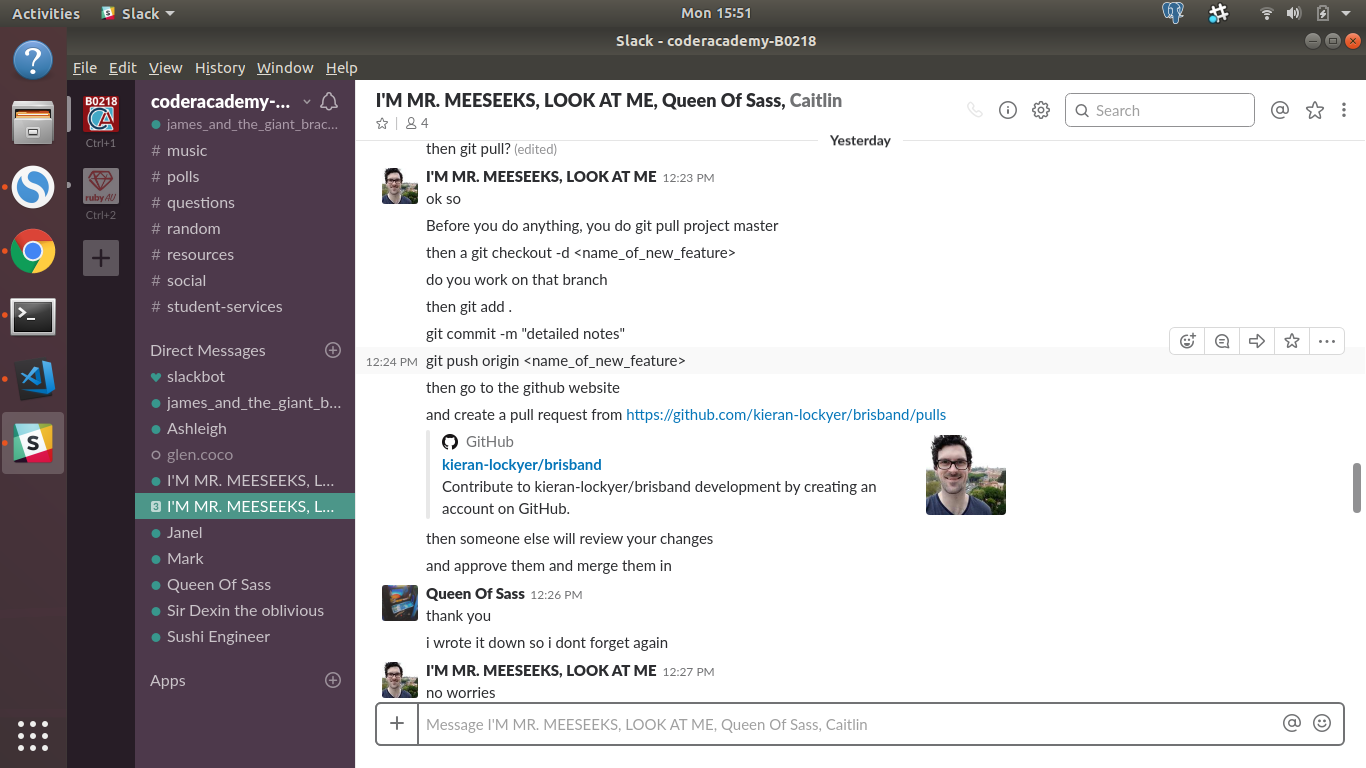 Activities
Slack
Mon 15:51
Slack - coderacademy-B0218
File Edit View History Window Help
B0218
CA
Ctrl+1
ruby AU
Ctrl+2
coderacademy-...
james_and_the_giant_brac...
# music
# polls
# questions
# random
# resources
# social
# student-services
Direct Messages
slackbot
james_and_the_giant_b...
Ashleigh
glen.coco
I'M MR. MEESEEKS, L...
3 I'M MR. MEESEEKS, L...
Janel
Mark
Queen Of Sass
Sir Dexin the oblivious
Sushi Engineer
Apps
I'M MR. MEESEEKS, LOOK AT ME, Queen Of Sass, Caitlin
4
Search
Yesterday
then git pull? (edited)
I'M MR. MEESEEKS, LOOK AT ME 12:23 PM
ok so
Before you do anything, you do git pull project master
then a git checkout -d <name_of_new_feature>
do you work on that branch
then git add .
git commit -m "detailed notes"
12:24 PM git push origin <name_of_new_feature>
then go to the github website
and create a pull request from https://github.com/kieran-lockyer/brisband/pulls
GitHub
kieran-lockyer/brisband
Contribute to kieran-lockyer/brisband development by creating an
account on GitHub.
then someone else will review your changes
and approve them and merge them in
Queen Of Sass 12:26 PM
thank you
i wrote it down so i dont forget again
I'M MR. MEESEEKS, LOOK AT ME 12:27 PM
no worries
Message I'M MR. MEESEEKS, LOOK AT ME, Queen Of Sass, Caitlin